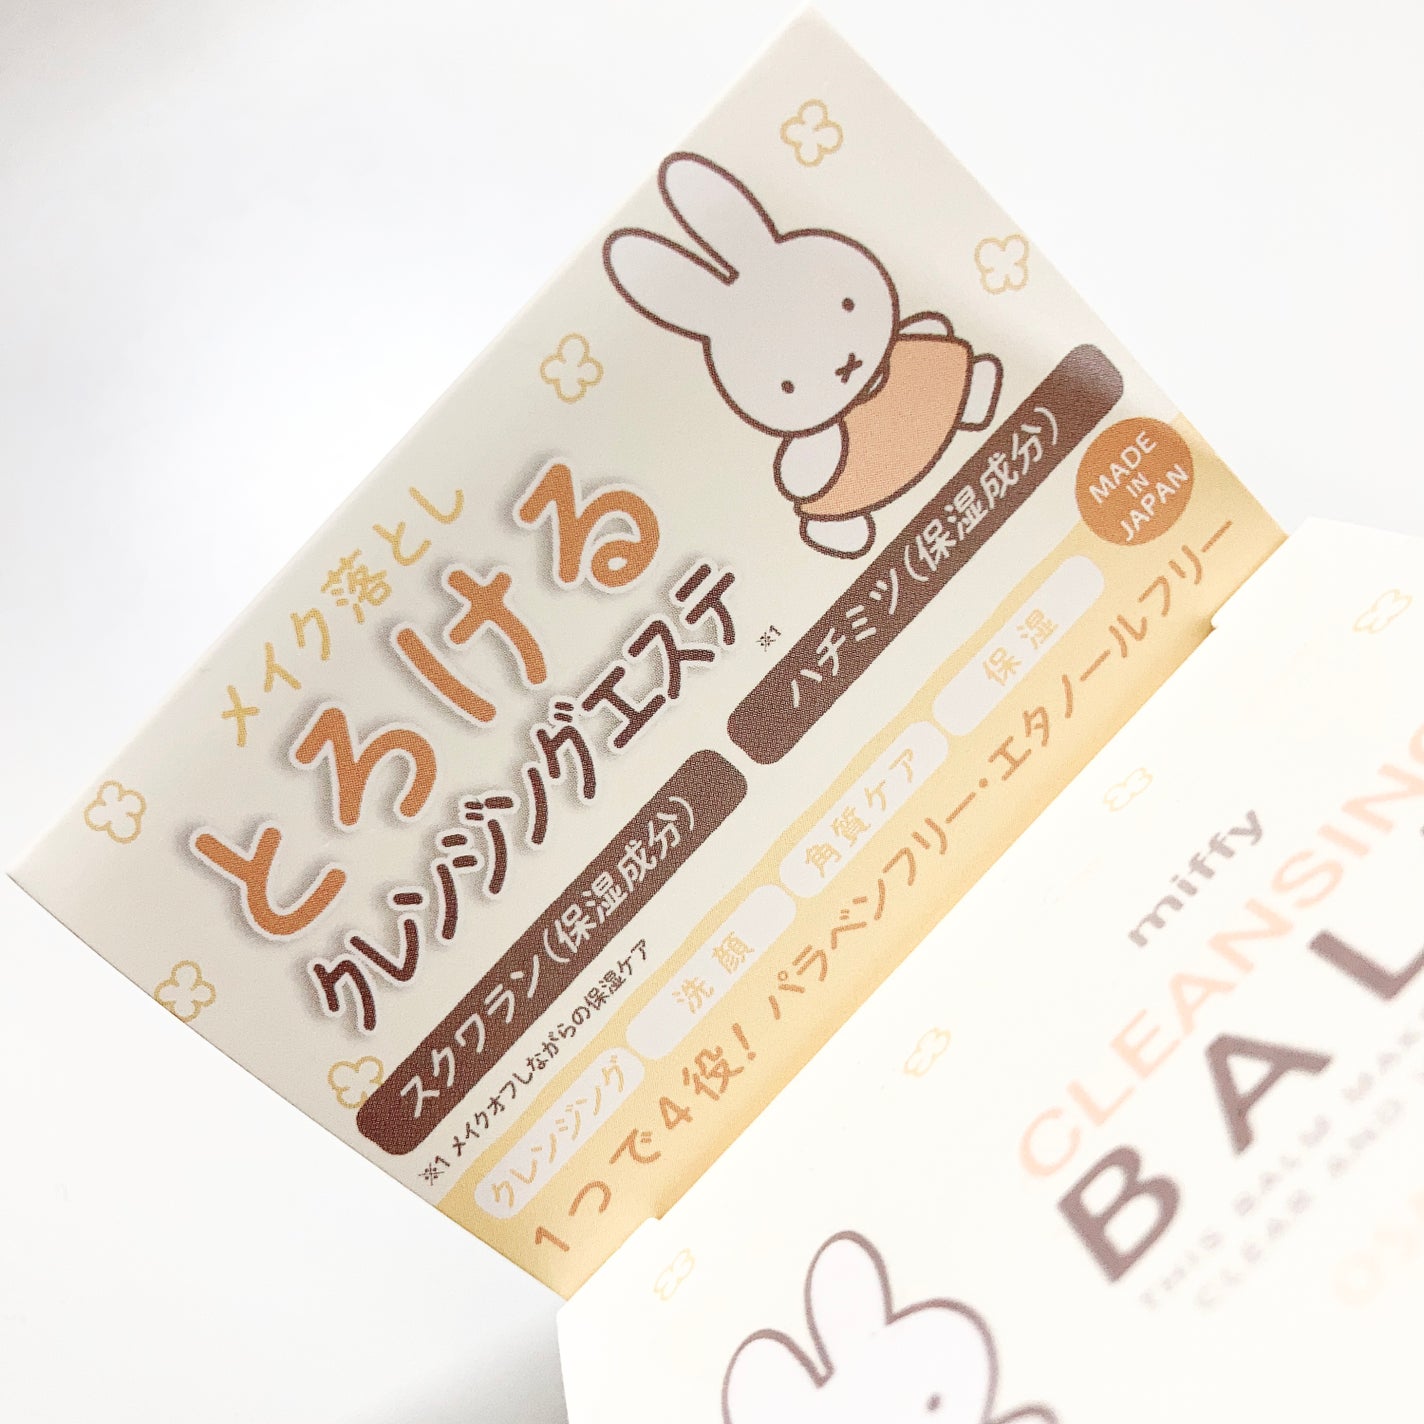 メイク落とし
とろける
クレンジングエステ
※1
スクワラン(保湿成分)
ハチミツ(保湿成分)
※1 メイクオフしながらの保湿ケア
MADE
IN
JAPAN
クレンジング
洗顔
角質ケア
保湿
1つで4役! パラベンフリー・エタノールフリー
miffy
CLEANSING
BAL
THIS BALM
CLEAR AND